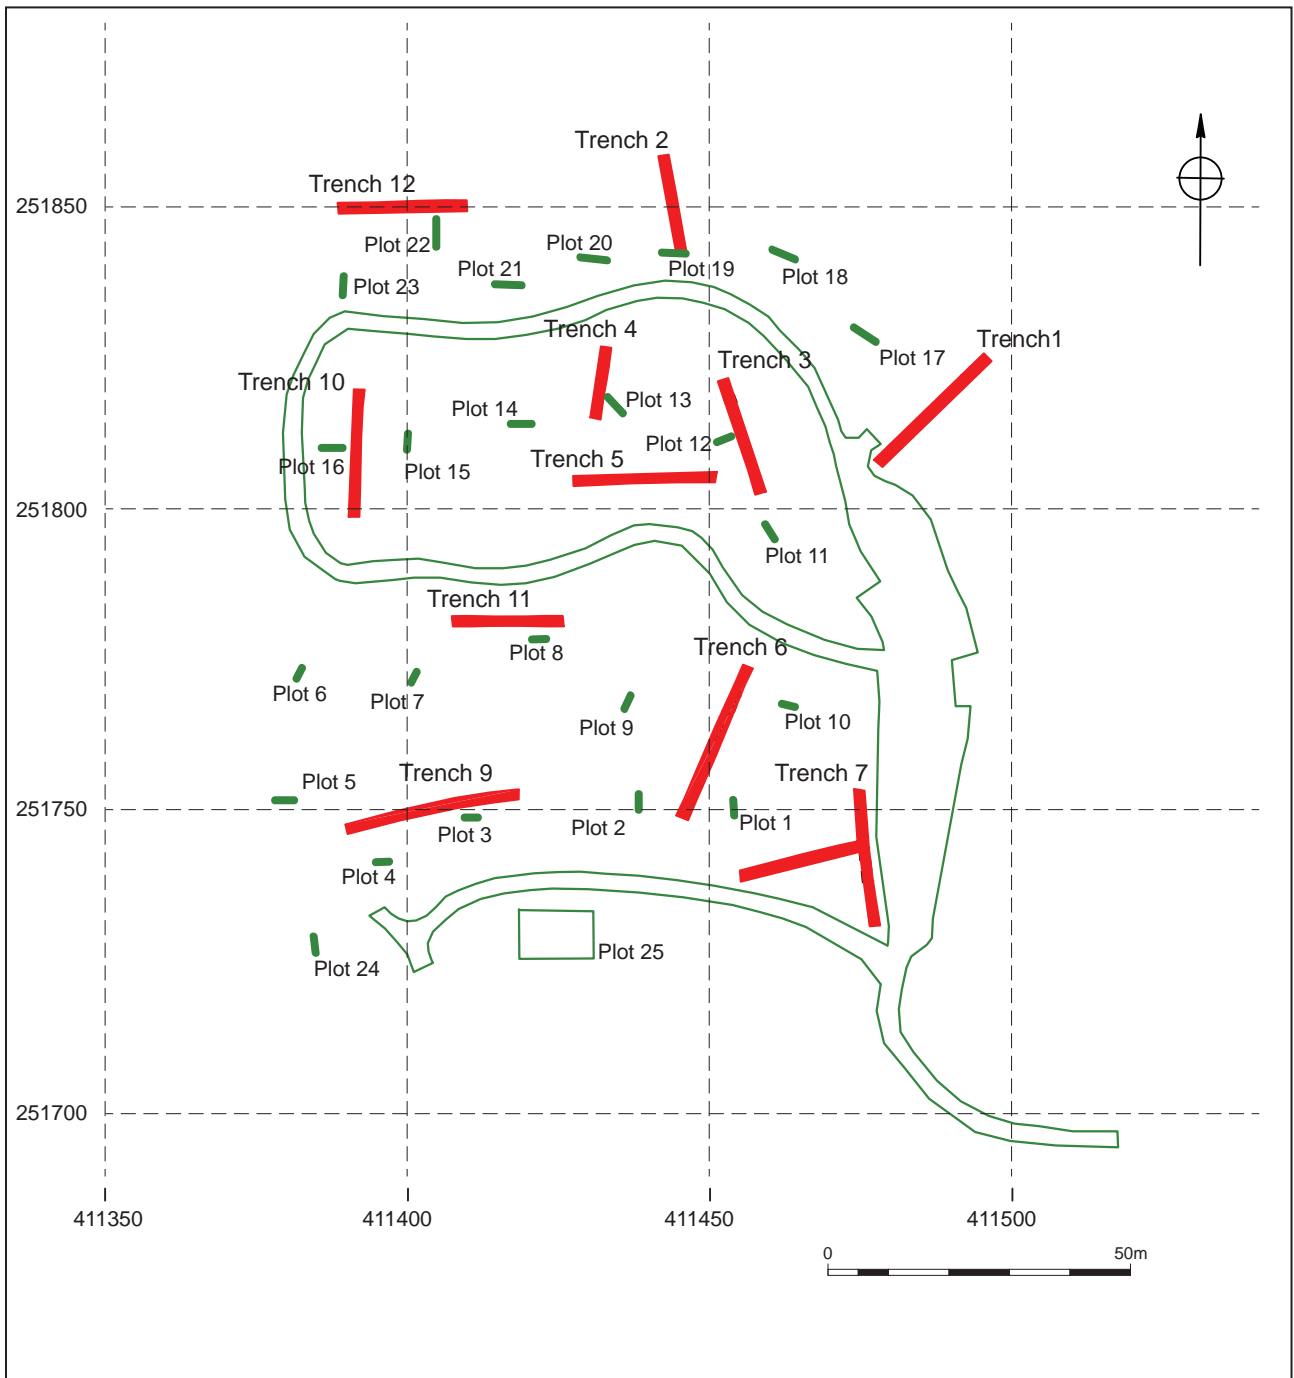 Trench 2
251850
Trench 12
Plot 22
Plot 20
Plot 19
Plot 18
Plot 21
Plot 23
Trench 4
Trench1
Plot 17
Trench 3
Trench 10
Plot 14
Plot 13
Plot 12
Trench 5
Plot 16
Plot 15
251800
Plot 11
Trench 11
Plot 8
Trench 6
Plot 6
Plot 7
Plot 9
Plot 10
Trench 9
Trench 7
Plot 5
251750
Plot 3
Plot 2
Plot 1
Plot 4
Plot 25
Plot 24
251700
411350
411400
411450
411500
0
50m